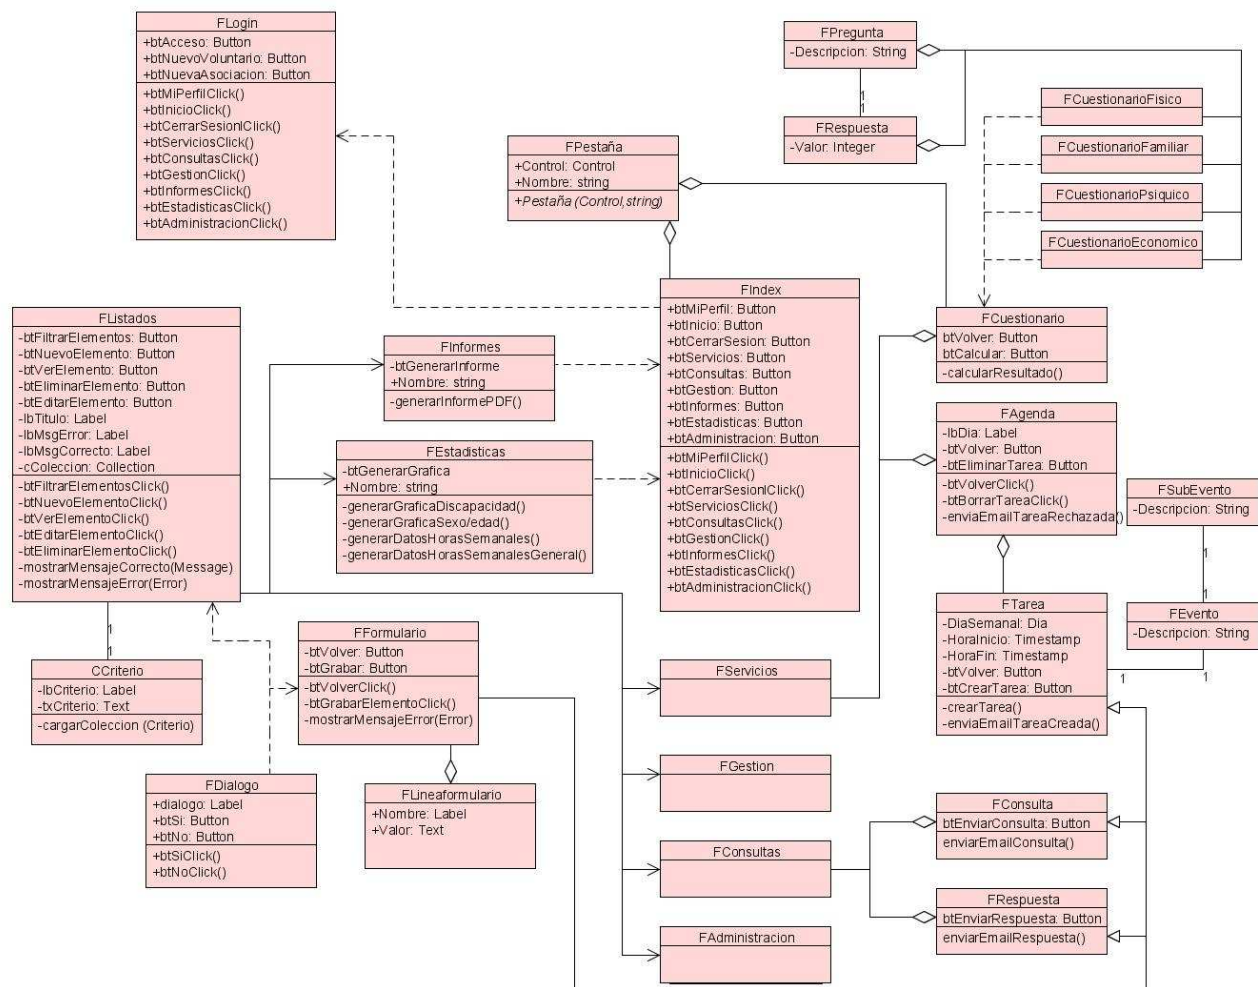 FLogin
+btAcceso: Button
+btNuevoVoluntario: Button
+btNuevaAsociacion: Button
+btMiPerfilClick()
+btInicioClick()
+btCerrarSesionlClick()
+btServiciosClick()
+btConsultasClick()
+btGestionClick()
+btInformesClick()
+btEstadisticasClick()
+btAdministracionClick()
FPregunta
-Descripcion: String
1
1
FRespuesta
-Valor: Integer
FPestaña
+Control: Control
+Nombre: string
+Pestaña (Control,string)
FCuestionarioFisico
FCuestionarioFamiliar
FCuestionarioPsiquico
FCuestionarioEconomico
FListados
-btFiltrarElementos: Button
-btNuevoElemento: Button
-btVerElemento: Button
-btEliminarElemento: Button
-btEditarElemento: Button
-lbTitulo: Label
-lbMsgError: Label
-lbMsgCorrecto: Label
-cColeccion: Collection
-btFiltrarElementosClick()
-btNuevoElementoClick()
-btVerElementoClick()
-btEditarElementoClick()
-btEliminarElementoClick()
-mostrarMensajeCorrecto(Message)
-mostrarMensajeError(Error)
FInformes
-btGenerarInforme
+Nombre: string
-generarInformePDF()
FEstadisticas
-btGenerarGrafica
+Nombre: string
-generarGraficaDiscapacidad()
-generarGraficaSexo/edad()
-generarDatosHorasSemanales()
-generarDatosHorasSemanalesGeneral()
FIndex
+btMiPerfil: Button
+btInicio: Button
+btCerrarSesion: Button
+btServicios: Button
+btConsultas: Button
+btGestion: Button
+btInformes: Button
+btEstadisticas: Button
+btAdministracion: Button
+btMiPerfilClick()
+btInicioClick()
+btCerrarSesionlClick()
+btServiciosClick()
+btConsultasClick()
+btGestionClick()
+btInformesClick()
+btEstadisticasClick()
+btAdministracionClick()
FCuestionario
btVolver: Button
btCalcular: Button
-calcularResultado()
FAgenda
-lbDia: Label
-btVolver: Button
-btEliminarTarea: Button
-btVolverClick()
-btBorrarTareaClick()
-enviaEmailTareaRechazada()
FSubEvento
-Descripcion: String
1
1
FEvento
-Descripcion: String
1
1
FTarea
-DiaSemanal: Dia
-HoraInicio: Timestamp
-HoraFin: Timestamp
-btVolver: Button
-btCrearTarea: Button
-crearTarea()
-enviaEmailTareaCreada()
1
1
CCriterio
-lbCriterio: Label
-txCriterio: Text
-cargarColeccion (Criterio)
FFormulario
-btVolver: Button
-btGrabar: Button
-btVolverClick()
-btGrabarElementoClick()
-mostrarMensajeError(Error)
FServicios
FDialogo
+dialogo: Label
+btSi: Button
+btNo: Button
+btSiClick()
+btNoClick()
FLineaformulario
+Nombre: Label
+Valor: Text
FGestion
FConsultas
FConsulta
btEnviarConsulta: Button
enviarEmailConsulta()
FRespuesta
btEnviarRespuesta: Button
enviarEmailRespuesta()
FAdministracion